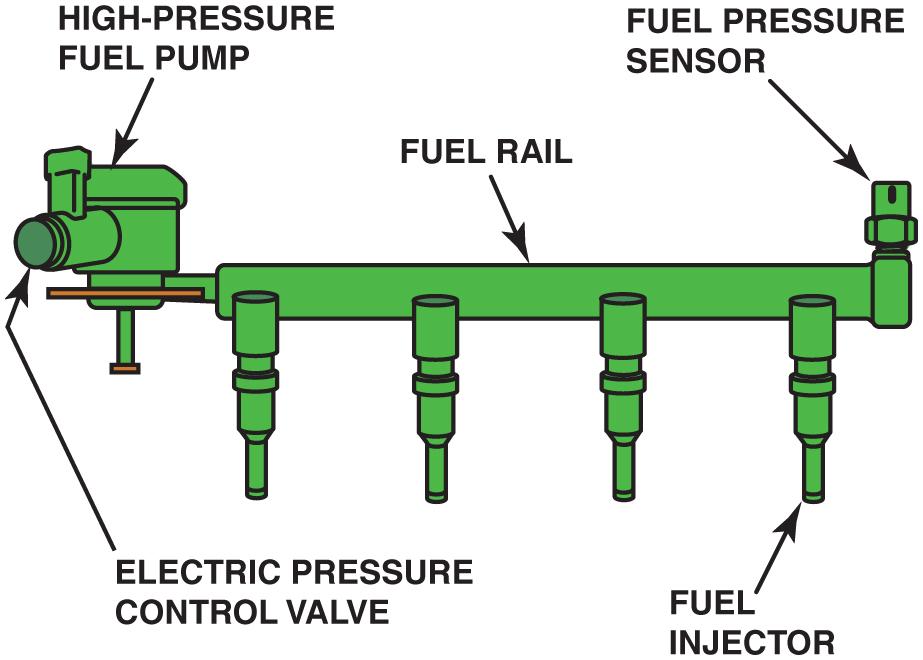 HIGH-PRESSURE
FUEL PUMP
FUEL PRESSURE
SENSOR
FUEL RAIL
ELECTRIC PRESSURE
CONTROL VALVE
FUEL
INJECTOR